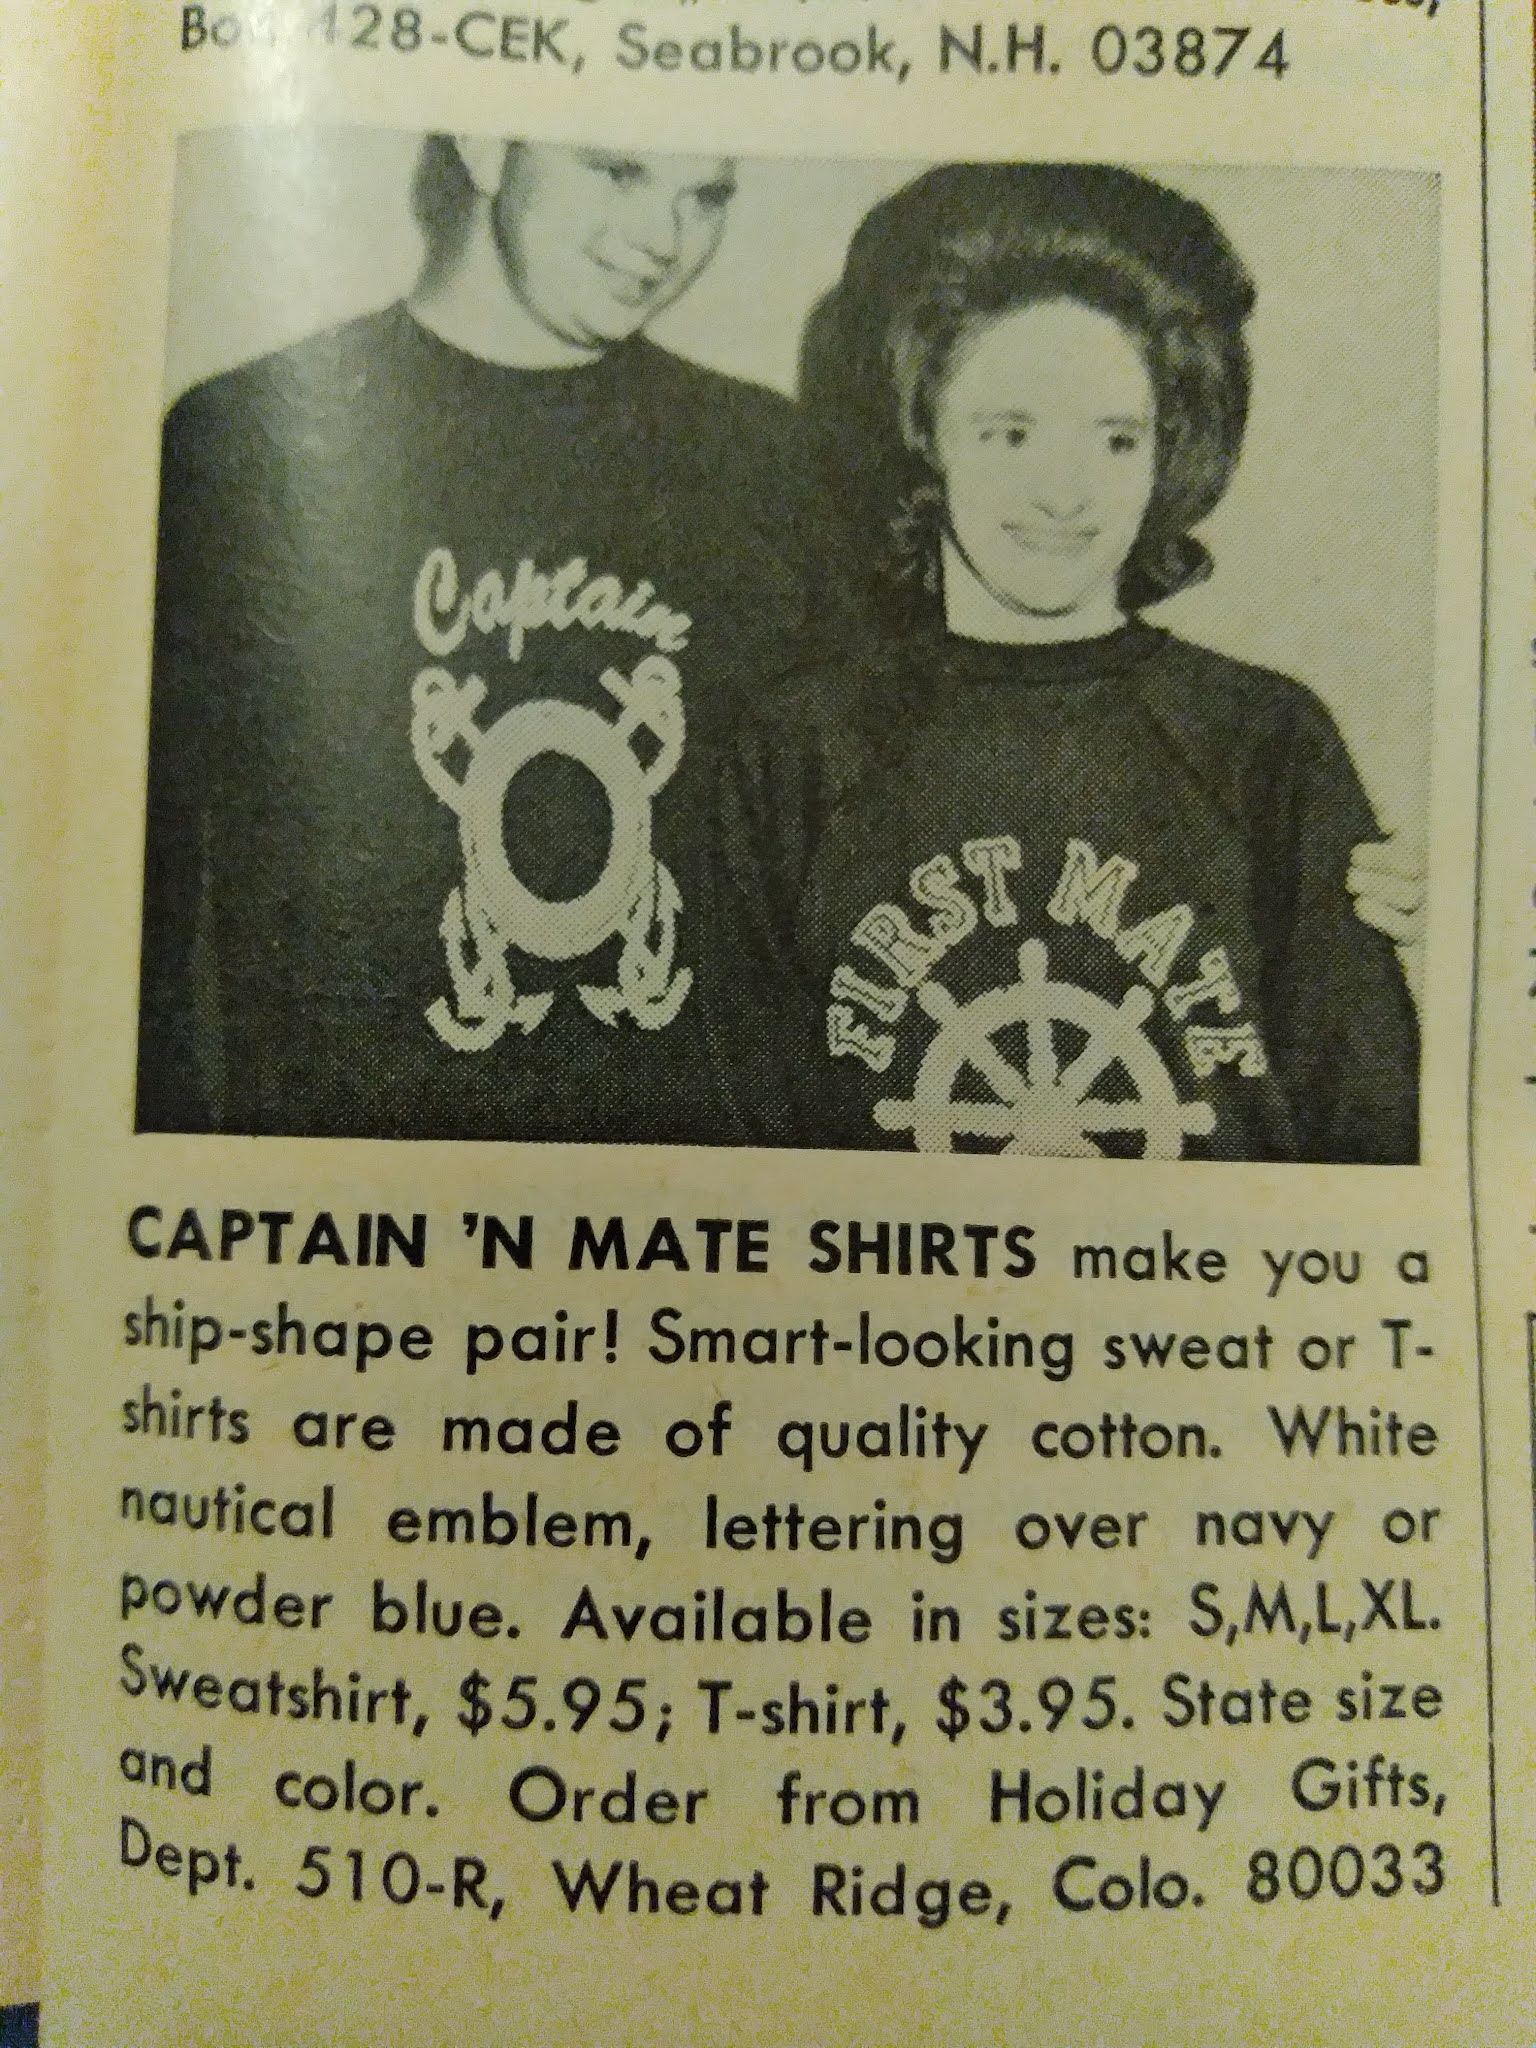 428-CEK, Seabrook, N.H. 03874
Captain
FIRST MATE
CAPTAIN 'N MATE SHIRTS make you a
ship-shape pair! Smart-looking sweat or T-
shirts are made of quality cotton. White
nautical emblem, lettering over navy or
powder blue. Available in sizes: S,M,L,XL.
Sweatshirt, $5.95; T-shirt, $3.95. State size
and color. Order from Holiday Gifts,
Dept. 510-R, Wheat Ridge, Colo. 80033